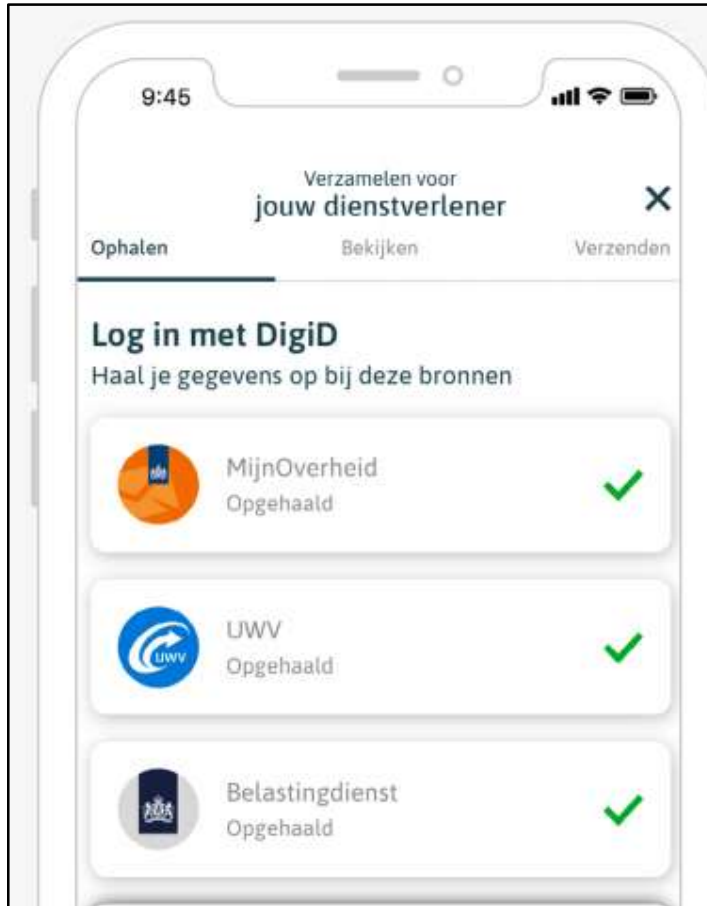 9:45
Verzamelen voor
jouw dienstverlener
Ophalen Bekijken Verzenden
Log in met DigiD
Haal je gegevens op bij deze bronnen
MijnOverheid
Opgehaald
UWV
UWV
Opgehaald
Belastingdienst
Opgehaald